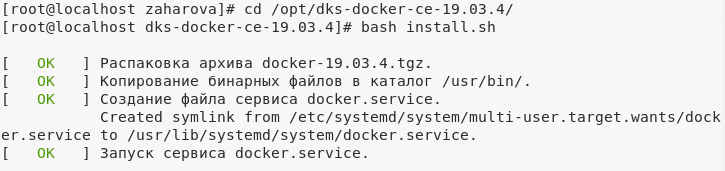 [root@localhost zaharova]# cd /opt/dks-docker-ce-19.03.4/
[root@localhost dks-docker-ce-19.03.4]# bash install.sh
[   OK   ] Распаковка архива docker-19.03.4.tgz.
[   OK   ] Копирование бинарных файлов в каталог /usr/bin/.
[   OK   ] Создание файла сервиса docker.service.
Created symlink from /etc/systemd/system/multi-user.target.wants/dock
er.service to /usr/lib/systemd/system/docker.service.
[   OK   ] Запуск сервиса docker.service.